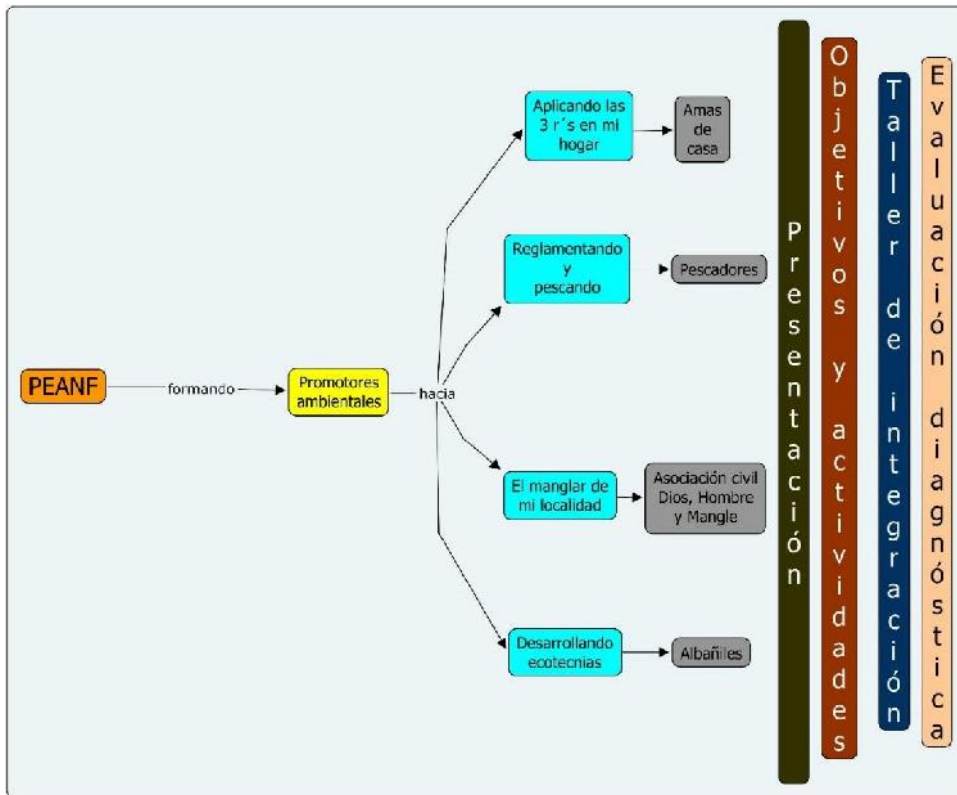 PEANF
formando
Promotores
ambientales
hacia
Aplicando las
3 r´s en mi
hogar
Amas
de
casa
Reglamentando
y
pescando
Pescadores
El manglar de
mi localidad
Asociación civil
Dios, Hombre
y Mangle
Desarrollando
ecotecnias
Albañiles
Presentación
Objetivos y actividades
Taller de integración
Evaluación diagnóstica